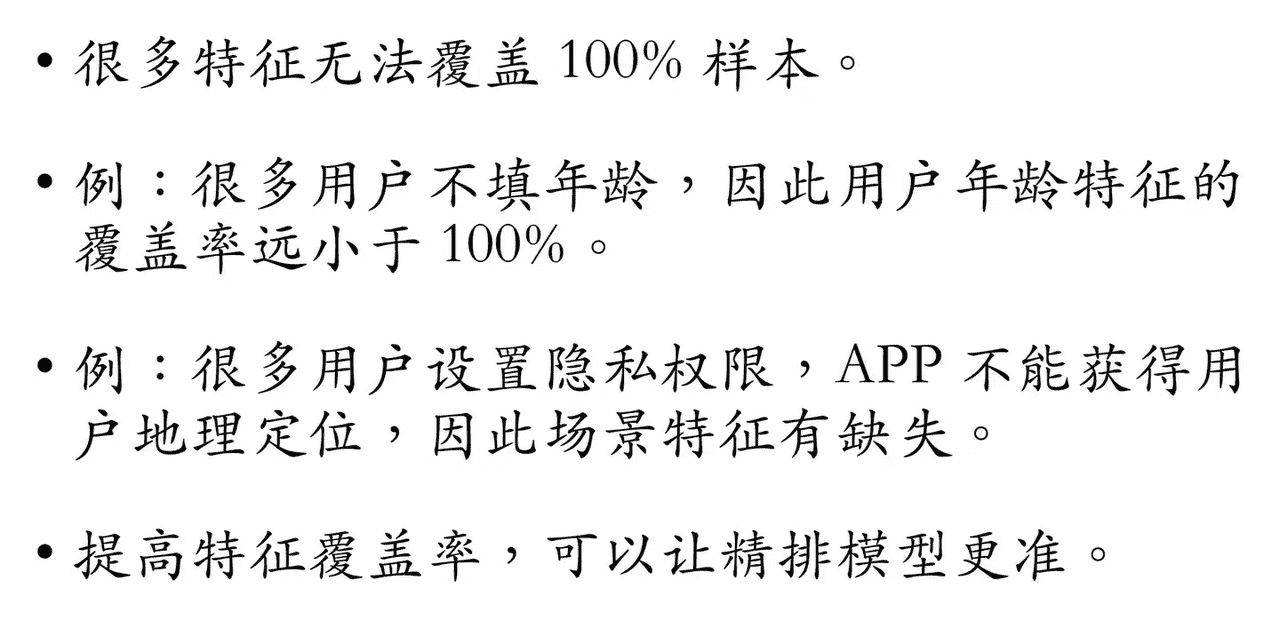 • 很多特征无法覆盖 100% 样本。
• 例：很多用户不填年龄，因此用户年龄特征的
覆盖率远小于 100%。
• 例：很多用户设置隐私权限，APP 不能获得用
户地理定位，因此场景特征有缺失。
• 提高特征覆盖率，可以让精排模型更准。